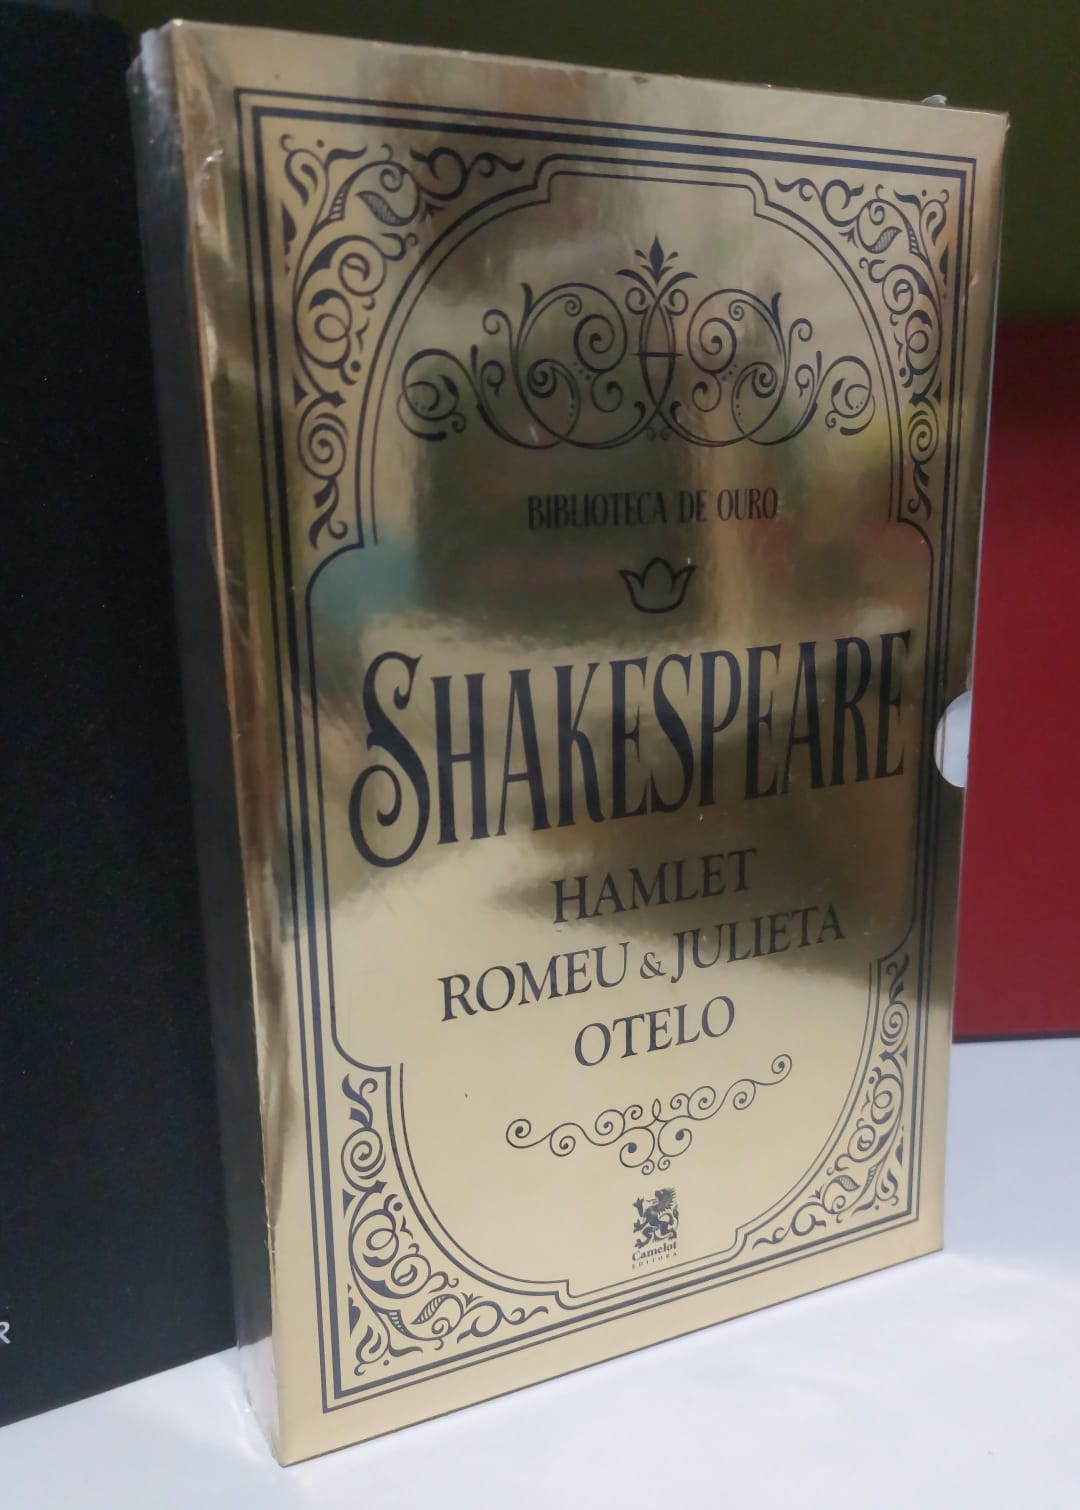 BIBLIOTECA DE OURO
SHAKESPEARE
HAMLET
ROMEU & JULIETA
OTELO
Camelot
EDITORA
R